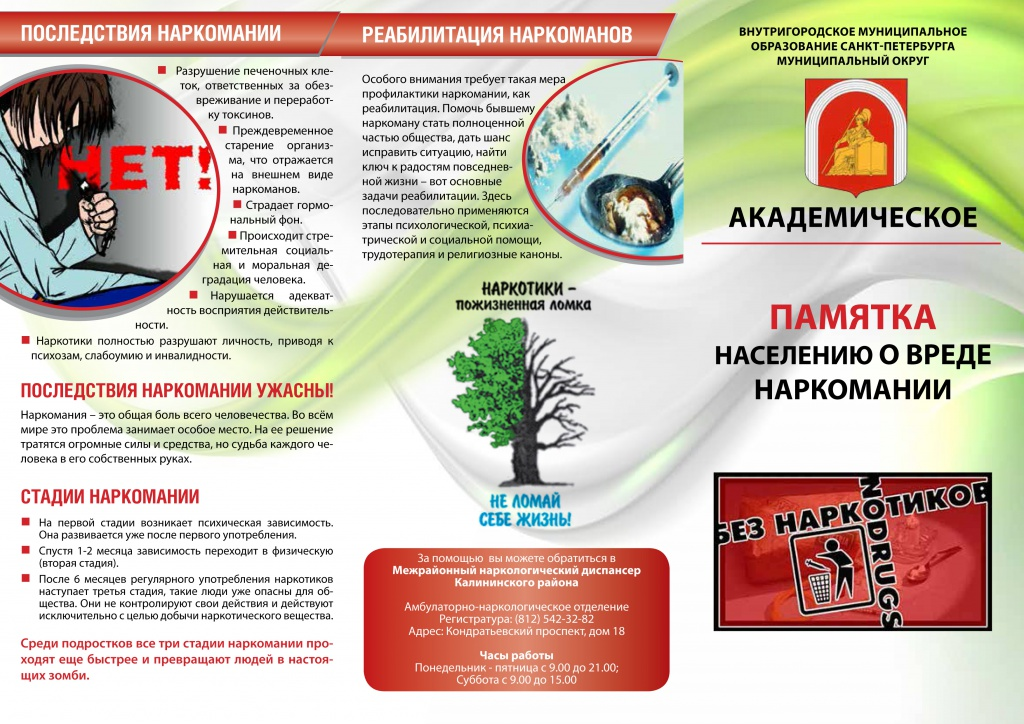 ПОСЛЕДСТВИЯ НАРКОМАНИИ
НЕТ!
Разрушение печеночных кле-
ток, ответственных за обез-
вреживание и переработ-
ку токсинов.
Преждевременное
старение организ-
ма, что отражается
на внешнем виде
наркоманов.
Страдает гормо-
нальный фон.
Происходит стре-
мительная социаль-
ная и моральная де-
градация человека.
Нарушается адекват-
ность восприятия действитель-
ности.
Наркотики полностью разрушают личность, приводя к
психозам, слабоумию и инвалидности.
ПОСЛЕДСТВИЯ НАРКОМАНИИ УЖАСНЫ!
Наркомания – это общая боль всего человечества. Во всём
мире это проблема занимает особое место. На ее решение
тратятся огромные силы и средства, но судьба каждого че-
ловека в его собственных руках.
СТАДИИ НАРКОМАНИИ
На первой стадии возникает психическая зависимость.
Она развивается уже после первого употребления.
Спустя 1-2 месяца зависимость переходит в физическую
(вторая стадия).
После 6 месяцев регулярного употребления наркотиков
наступает третья стадия, такие люди уже опасны для об-
щества. Они не контролируют свои действия и действуют
исключительно с целью добычи наркотического вещества.
Среди подростков все три стадии наркомании про-
ходят еще быстрее и превращают людей в настоя-
щих зомби.
РЕАБИЛИТАЦИЯ НАРКОМАНОВ
Особого внимания требует такая мера
профилактики наркомании, как
реабилитация. Помочь бывшему
наркоману стать полноценной
частью общества, дать шанс
исправить ситуацию, найти
ключ к радостям повседнев-
ной жизни – вот основные
задачи реабилитации. Здесь
последовательно применяются
этапы психологической, психиа-
трической и социальной помощи,
трудотерапия и религиозные каноны.
НАРКОТИКИ –
ПОЖИЗНЕННАЯ ЛОМКА
НЕ ЛОМАЙ
СЕБЕ ЖИЗНЬ!
За помощью вы можете обратиться в
Межрайонный наркологический диспансер
Калининского района
Амбулаторно-наркологическое отделение
Регистратура: (812) 542-32-82
Адрес: Кондратьевский проспект, дом 18
Часы работы
Понедельник - пятница с 9.00 до 21.00;
Суббота с 9.00 до 15.00
ВНУТРИГОРОДСКОЕ МУНИЦИПАЛЬНОЕ
ОБРАЗОВАНИЕ САНКТ-ПЕТЕРБУРГА
МУНИЦИПАЛЬНЫЙ ОКРУГ
АКАДЕМИЧЕСКОЕ
ПАМЯТКА
НАСЕЛЕНИЮ О ВРЕДЕ
НАРКОМАНИИ
БЕЗ НАРКОТИКОВ
NODRUGS